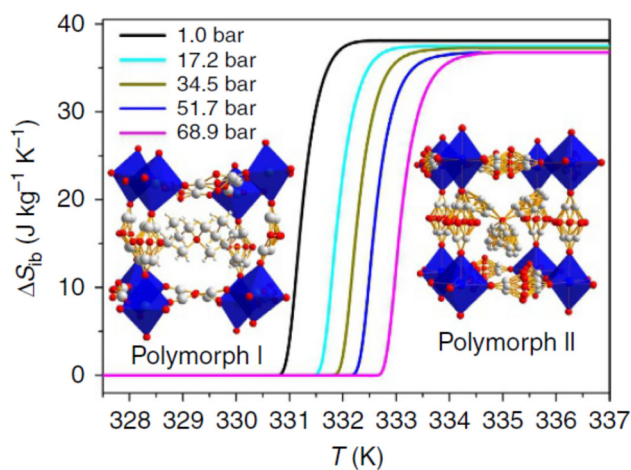 40
30
20
10
0
ΔS_ib (J kg⁻¹ K⁻¹)
1.0 bar
17.2 bar
34.5 bar
51.7 bar
68.9 bar
Polymorph I
Polymorph II
328 329 330 331 332 333 334 335 336 337
T (K)